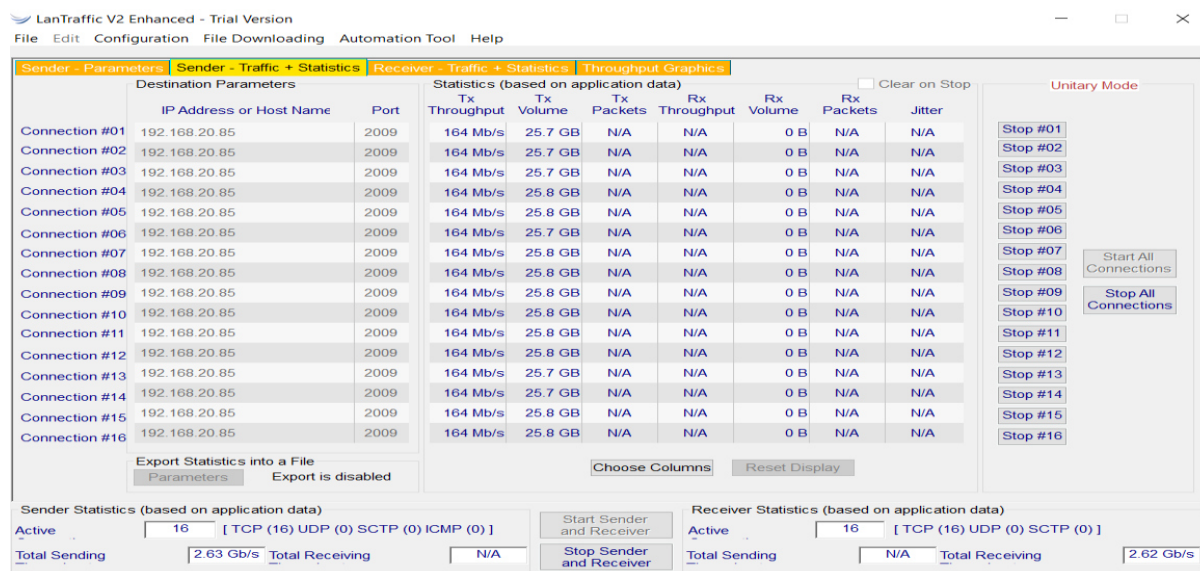 LanTraffic V2 Enhanced - Trial Version
File Edit Configuration File Downloading Automation Tool Help
Sender - Parameters Sender - Traffic + Statistics Receiver - Traffic + Statistics Throughput Graphics
Destination Parameters Statistics (based on application data) Clear on Stop Unitary Mode
Tx Tx Tx Rx Rx Rx
IP Address or Host Name Port Throughput Volume Packets Throughput Volume Packets Jitter
Connection #01 192.168.20.85 2009 164 Mb/s 25.7 GB N/A N/A 0 B N/A N/A Stop #01
Connection #02 192.168.20.85 2009 164 Mb/s 25.7 GB N/A N/A 0 B N/A N/A Stop #02
Connection #03 192.168.20.85 2009 164 Mb/s 25.7 GB N/A N/A 0 B N/A N/A Stop #03
Connection #04 192.168.20.85 2009 164 Mb/s 25.8 GB N/A N/A 0 B N/A N/A Stop #04
Connection #05 192.168.20.85 2009 164 Mb/s 25.8 GB N/A N/A 0 B N/A N/A Stop #05
Connection #06 192.168.20.85 2009 164 Mb/s 25.7 GB N/A N/A 0 B N/A N/A Stop #06
Connection #07 192.168.20.85 2009 164 Mb/s 25.8 GB N/A N/A 0 B N/A N/A Stop #07 Start All
Connection #08 192.168.20.85 2009 164 Mb/s 25.8 GB N/A N/A 0 B N/A N/A Stop #08 Connections
Connection #09 192.168.20.85 2009 164 Mb/s 25.8 GB N/A N/A 0 B N/A N/A Stop #09 Stop All
Connection #10 192.168.20.85 2009 164 Mb/s 25.8 GB N/A N/A 0 B N/A N/A Stop #10 Connections
Connection #11 192.168.20.85 2009 164 Mb/s 25.8 GB N/A N/A 0 B N/A N/A Stop #11
Connection #12 192.168.20.85 2009 164 Mb/s 25.8 GB N/A N/A 0 B N/A N/A Stop #12
Connection #13 192.168.20.85 2009 164 Mb/s 25.7 GB N/A N/A 0 B N/A N/A Stop #13
Connection #14 192.168.20.85 2009 164 Mb/s 25.7 GB N/A N/A 0 B N/A N/A Stop #14
Connection #15 192.168.20.85 2009 164 Mb/s 25.8 GB N/A N/A 0 B N/A N/A Stop #15
Connection #16 192.168.20.85 2009 164 Mb/s 25.8 GB N/A N/A 0 B N/A N/A Stop #16
Export Statistics into a File
Parameters Export is disabled Choose Columns Reset Display
Sender Statistics (based on application data) Receiver Statistics (based on application data)
Active 16 [ TCP (16) UDP (0) SCTP (0) ICMP (0) ] Start Sender and Receiver Active 16 [ TCP (16) UDP (0) SCTP (0) ]
Total Sending 2.63 Gb/s Total Receiving N/A Stop Sender and Receiver Total Sending N/A Total Receiving 2.62 Gb/s